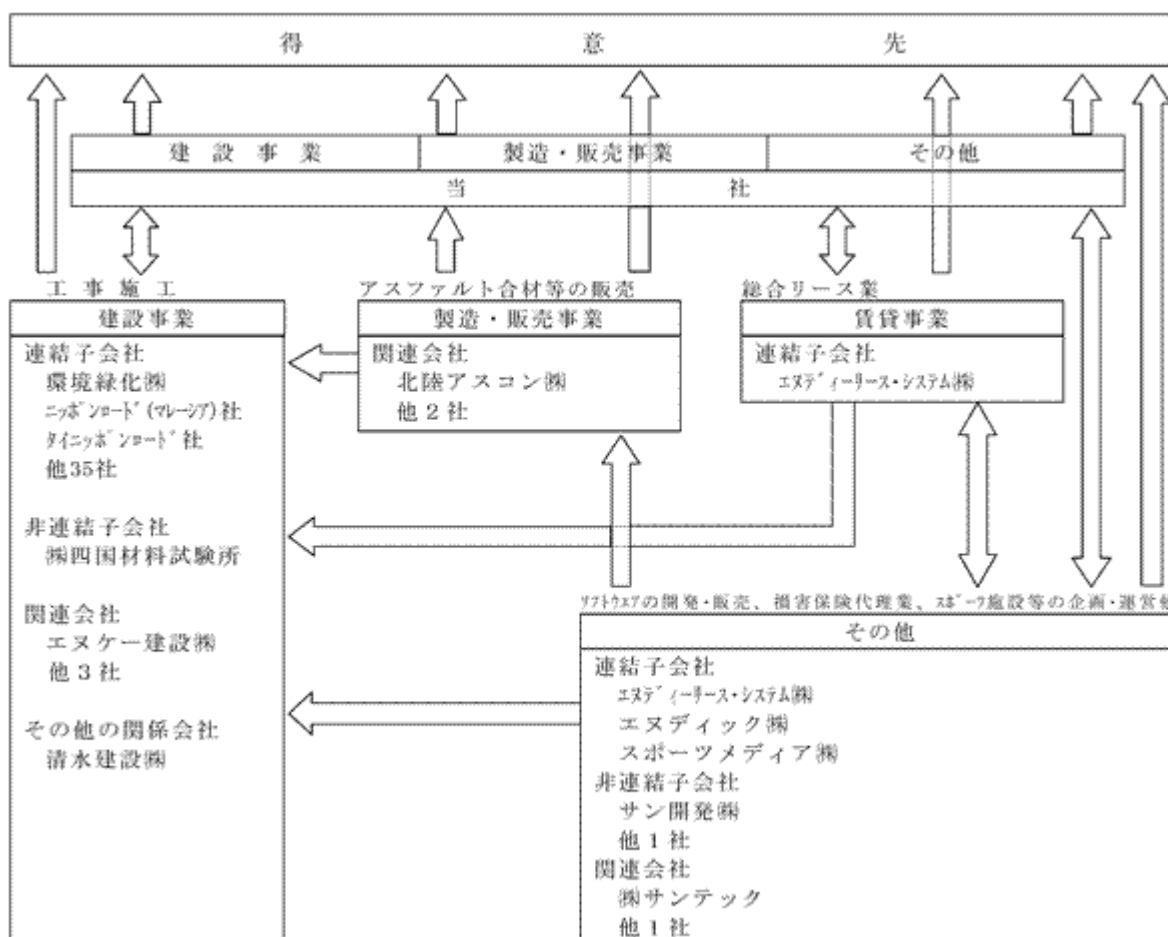 得意先
建設事業
製造・販売事業
その他
当社
工事施工
建設事業
連結子会社
環境緑化㈱
ニッポンロード(マレーシア)社
タイニッポンロード社
他35社
非連結子会社
㈱四国材料試験所
関連会社
エヌケー建設㈱
他3社
その他の関係会社
清水建設㈱
アスファルト合材等の販売
製造・販売事業
関連会社
北陸アスコン㈱
他2社
総合リース業
賃貸事業
連結子会社
エヌディーリース・システム㈱
ソフトウエアの開発・販売、損害保険代理業、スポーツ施設等の企画・運営
その他
連結子会社
エヌディーリース・システム㈱
エヌディック㈱
スポーツメディア㈱
非連結子会社
サン開発㈱
他1社
関連会社
㈱サンテック
他1社